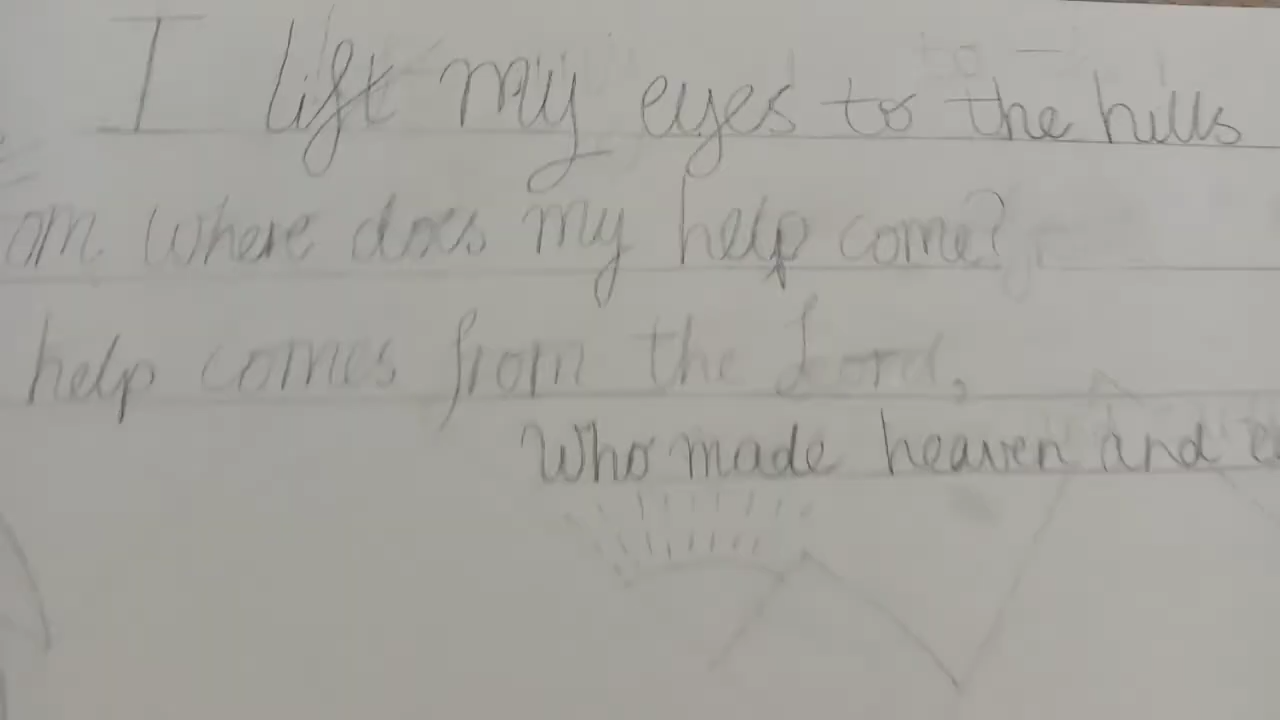 I lift my eyes to the hills
om where does my help come?
help comes from the Lord,
Who made heaven and e